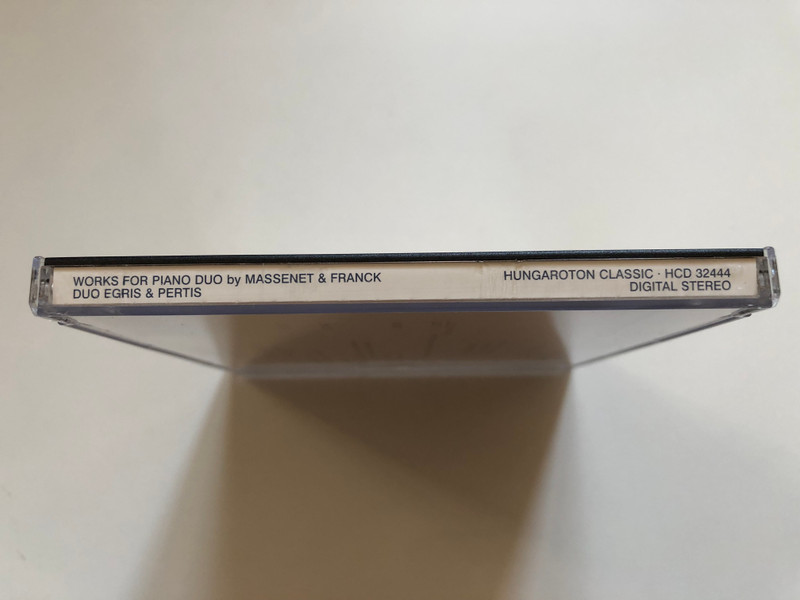 WORKS FOR PIANO DUO by MASSENET & FRANCK
DUO EGRIS & PERTIS
HUNGAROTON CLASSIC · HCD 32444
DIGITAL STEREO